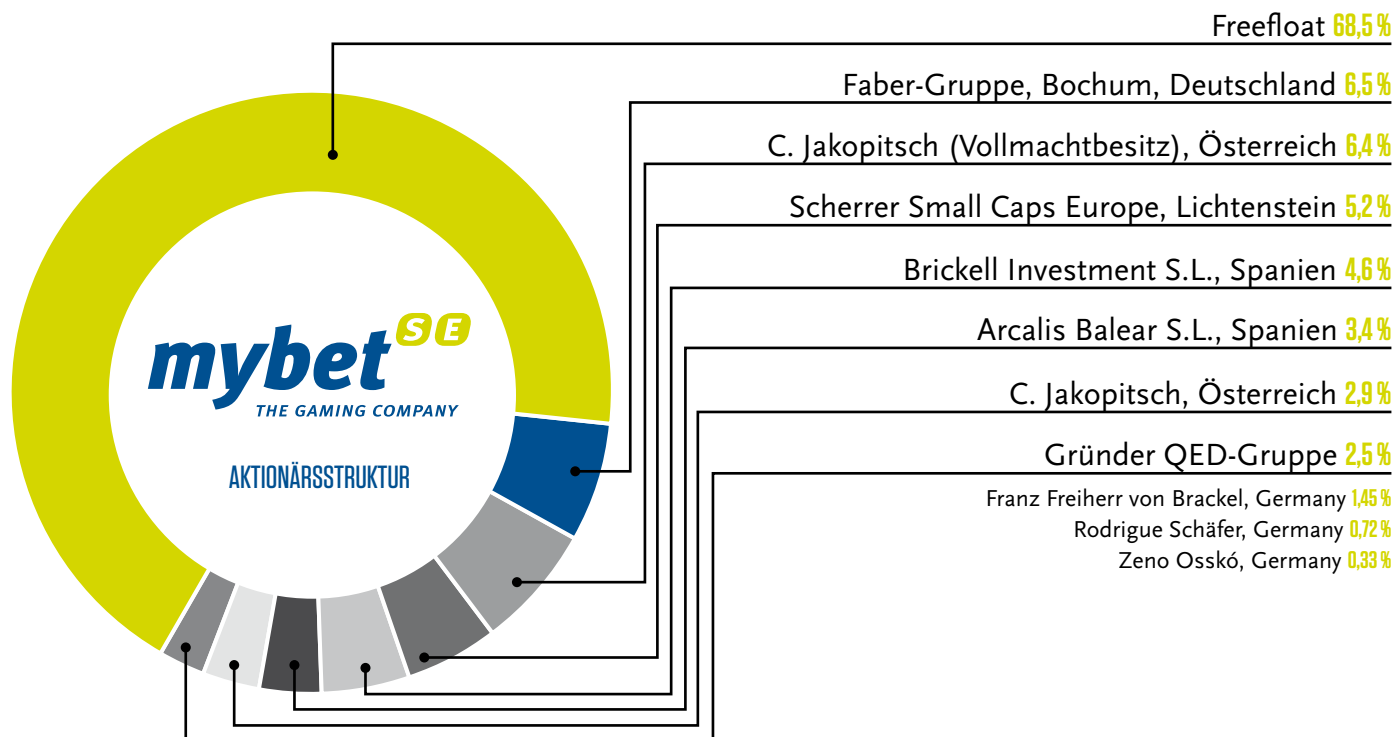 Freefloat 68,5 %
Faber-Gruppe, Bochum, Deutschland 6,5 %
C. Jakopitsch (Vollmachtbesitz), Österreich 6,4 %
Scherrer Small Caps Europe, Lichtenstein 5,2 %
Brickell Investment S.L., Spanien 4,6 %
Arcalis Balear S.L., Spanien 3,4 %
C. Jakopitsch, Österreich 2,9 %
Gründer QED-Gruppe 2,5 %
Franz Freiherr von Brackel, Germany 1,45 %
Rodrigue Schäfer, Germany 0,72 %
Zeno Osskó, Germany 0,33 %
mybet SE
THE GAMING COMPANY
AKTIONÄRSSTRUKTUR